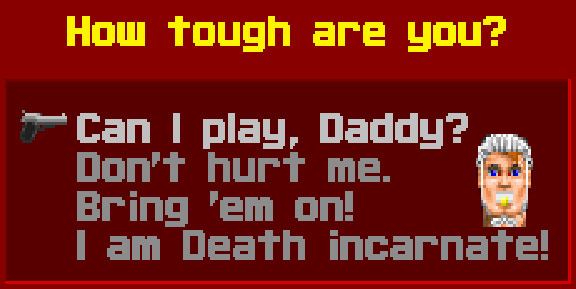 How tough are you?
Can I play, Daddy?
Don't hurt me.
Bring 'em on!
I am Death incarnate!